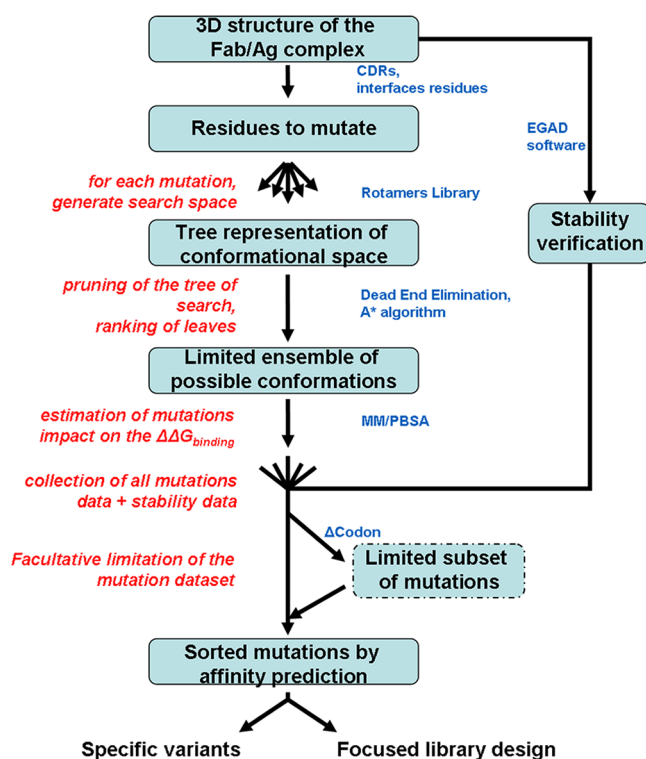 3D structure of the
Fab/Ag complex
CDRs,
interfaces residues
Residues to mutate
EGAD
software
for each mutation,
generate search space
Rotamers Library
Stability
verification
Tree representation of
conformational space
pruning of the tree of
search,
ranking of leaves
Dead End Elimination,
A* algorithm
Limited ensemble of
possible conformations
estimation of mutations
impact on the ΔΔGbinding
MM/PBSA
collection of all mutations
data + stability data
ΔCodon
Facultative limitation of the
mutation dataset
Limited subset
of mutations
Sorted mutations by
affinity prediction
Specific variants
Focused library design